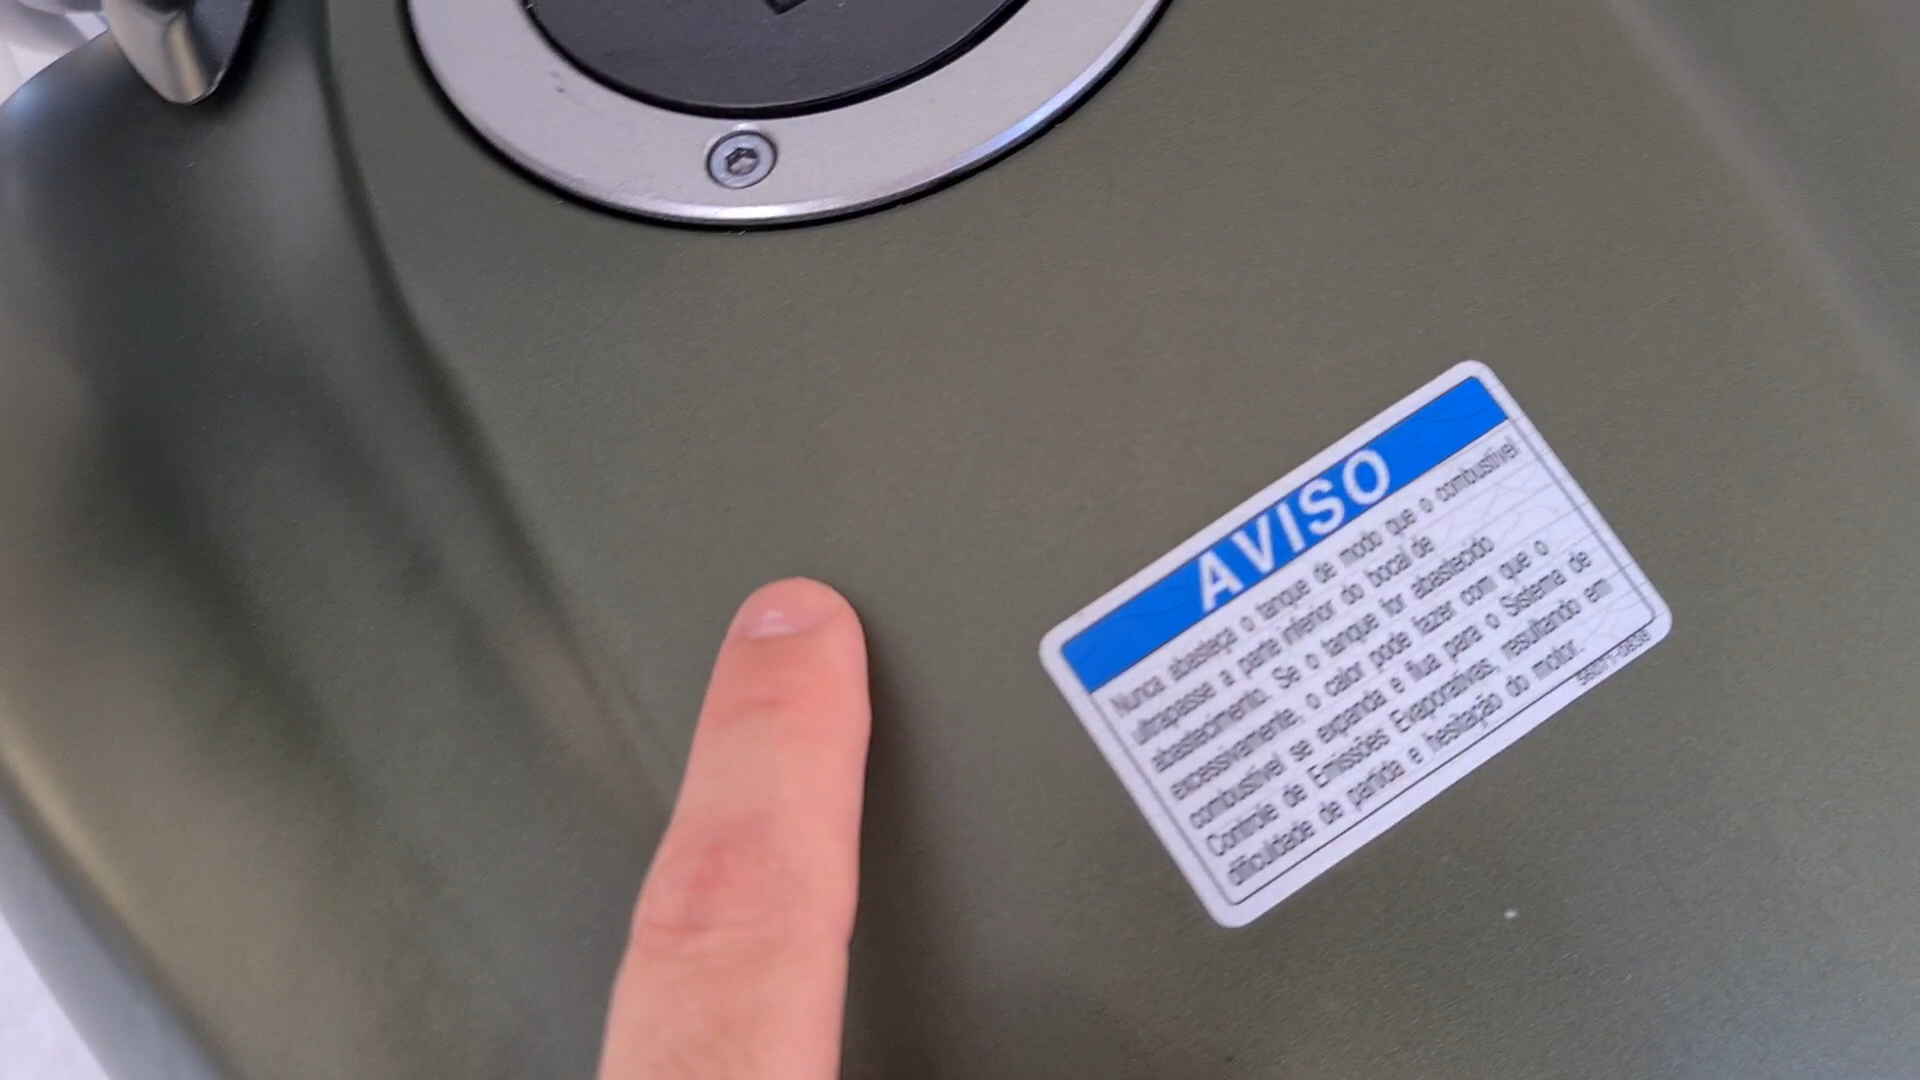 AVISO
Nunca abasteça o tanque de modo que o combustível
ultrapasse a parte inferior do bocal de
abastecimento. Se o tanque for abastecido
excessivamente, o calor pode fazer com que o
combustível se expanda e flua para o Sistema de
Controle de Emissões Evaporativas, resultando em
dificuldade de partida e hesitação do motor.